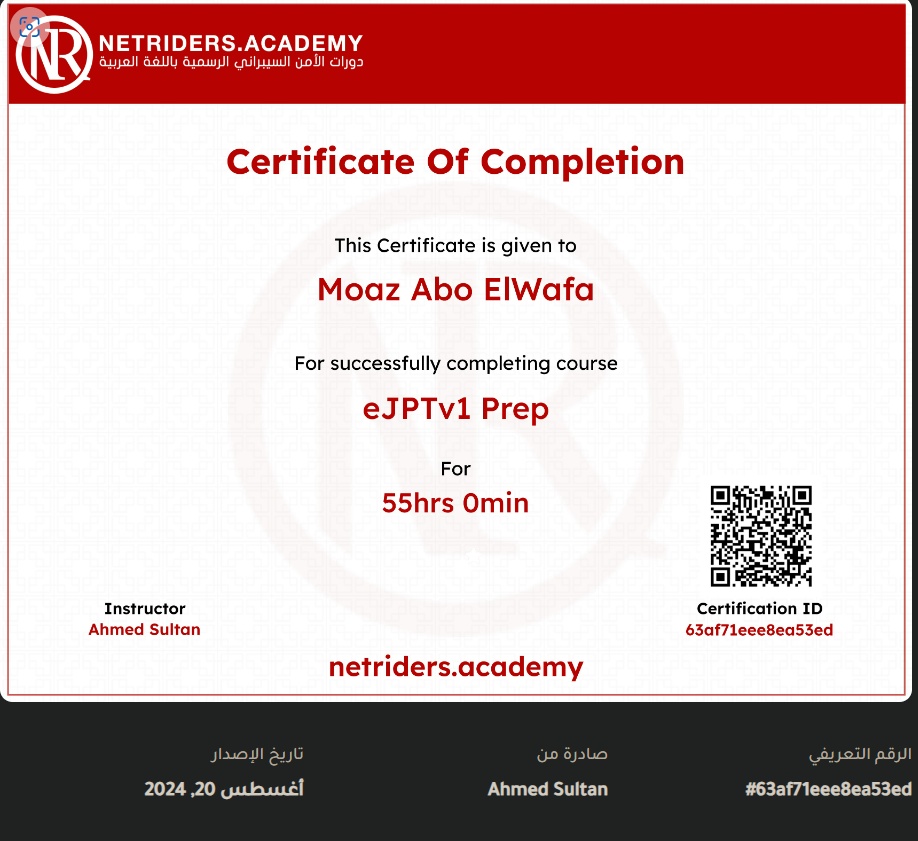 NETRIDERS.ACADEMY
دورات الأمن السيبراني الرسمية باللغة العربية
Certificate Of Completion
This Certificate is given to
Moaz Abo ElWafa
For successfully completing course
eJPTv1 Prep
For
55hrs 0min
Instructor
Ahmed Sultan
Certification ID
63af71eee8ea53ed
netriders.academy
الرقم التعريفي
#63af71eee8ea53ed
صادرة من
Ahmed Sultan
تاريخ الإصدار
أغسطس 20, 2024